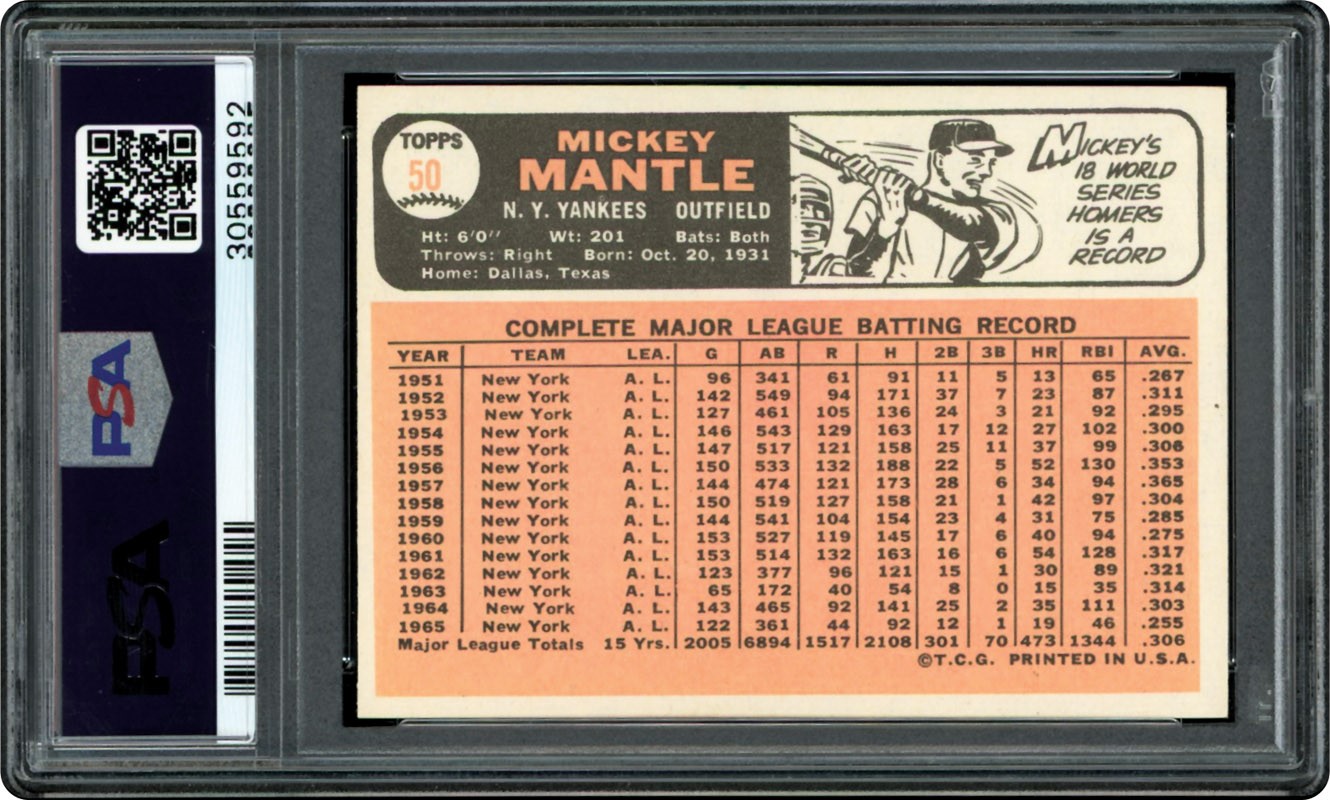 30559592
PSA
PSA
TOPPS
50
MICKEY
MANTLE
N. Y. YANKEES OUTFIELD
Ht: 6'0" Wt: 201 Bats: Both
Throws: Right Born: Oct. 20, 1931
Home: Dallas, Texas
MICKEY'S
18 WORLD
SERIES
HOMERS
IS A
RECORD
COMPLETE MAJOR LEAGUE BATTING RECORD
YEAR TEAM LEA. G AB R H 2B 3B HR RBI AVG.
1951 New York A. L. 96 341 61 91 11 5 13 65 .267
1952 New York A. L. 142 549 94 171 37 7 23 87 .311
1953 New York A. L. 127 461 105 136 24 3 21 92 .295
1954 New York A. L. 146 543 129 163 17 12 27 102 .300
1955 New York A. L. 147 517 121 158 25 11 37 99 .306
1956 New York A. L. 150 533 132 188 22 5 52 130 .353
1957 New York A. L. 144 474 121 173 28 6 34 94 .365
1958 New York A. L. 150 519 127 158 21 1 42 97 .304
1959 New York A. L. 144 541 104 154 23 4 31 75 .285
1960 New York A. L. 153 527 119 145 17 6 40 94 .275
1961 New York A. L. 153 514 132 163 16 6 54 128 .317
1962 New York A. L. 123 377 96 121 15 1 30 89 .321
1963 New York A. L. 65 172 40 54 8 0 15 35 .314
1964 New York A. L. 143 465 92 141 25 2 35 111 .303
1965 New York A. L. 122 361 44 92 12 1 19 46 .255
Major League Totals 15 Yrs. 2005 6894 1517 2108 301 70 473 1344 .306
©T.C.G. PRINTED IN U.S.A.